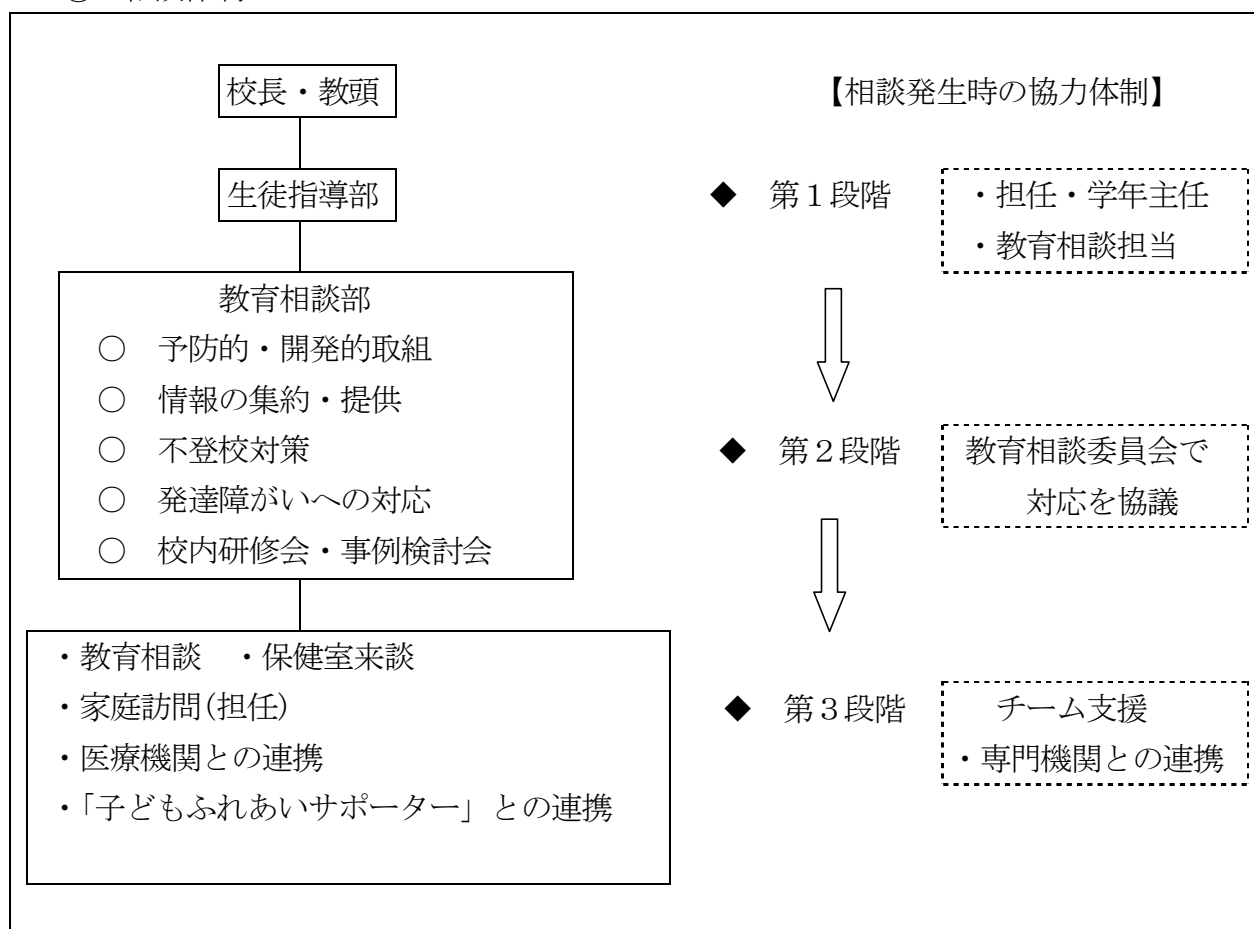 校長・教頭
生徒指導部
教育相談部
○ 予防的・開発的取組
○ 情報の集約・提供
○ 不登校対策
○ 発達障がいへの対応
○ 校内研修会・事例検討会
・教育相談 ・保健室来談
・家庭訪問(担任)
・医療機関との連携
・「子どもふれあいサポーター」との連携
【相談発生時の協力体制】
◆ 第1段階
・担任・学年主任
・教育相談担当
◆ 第2段階
教育相談委員会で
対応を協議
◆ 第3段階
チーム支援
・専門機関との連携